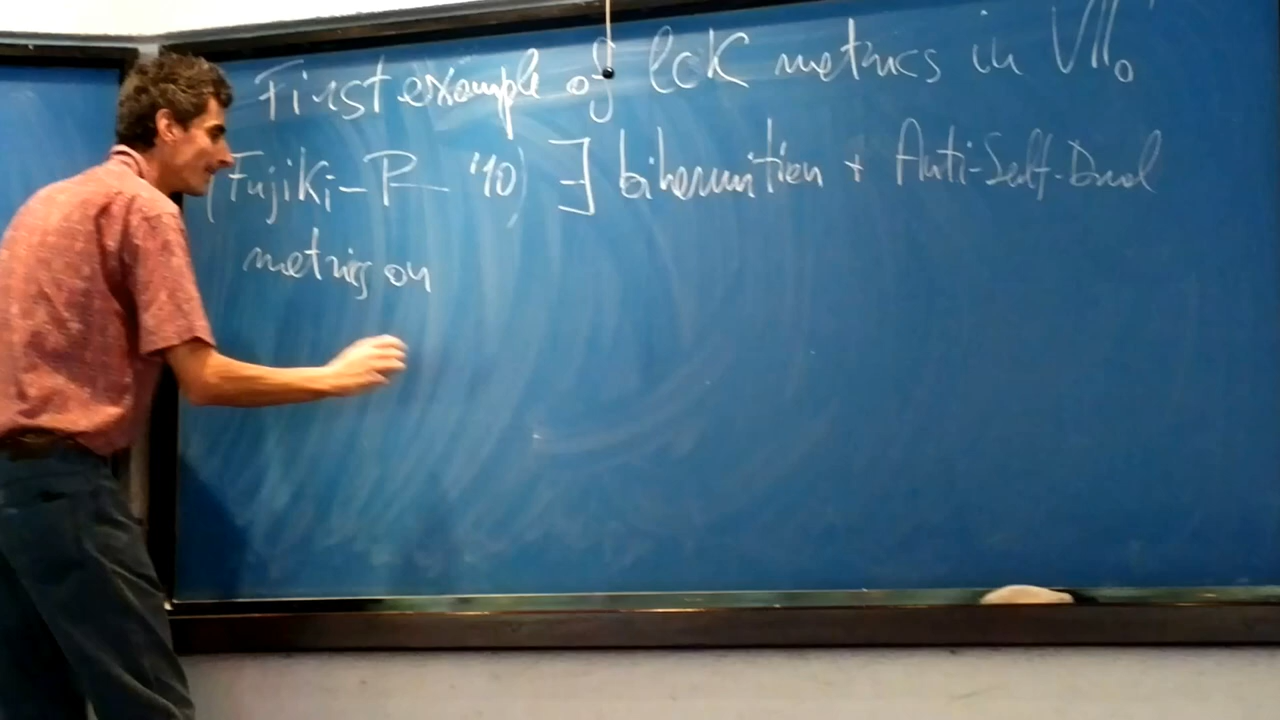 First example of lcK metrics in VII₀
(Fujiki-P— '10) ∃ bihermitian + Anti-Self-Dual
metrics on